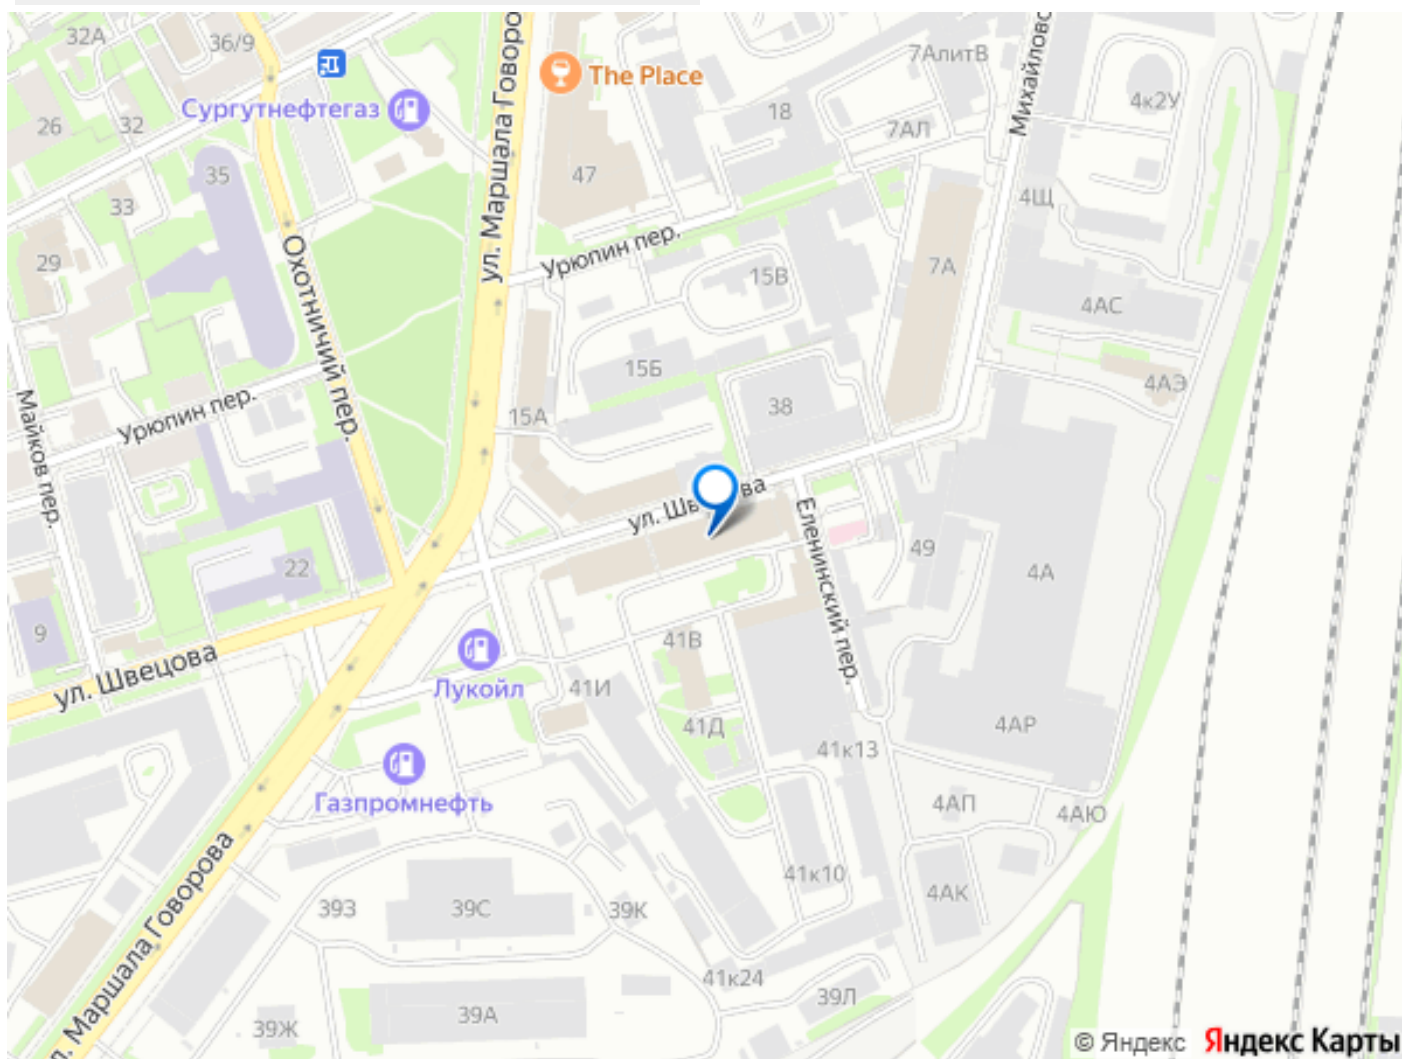 32А
36/9
ул. Маршала Говоро
The Place
7АлитВ
Михайловс
4к2У
Сургутнефтегаз
26
32
18
7АЛ
35
47
33
4Щ
Урюпин пер.
29
Охотничий пер.
15В
7А
4АС
15Б
4АЭ
Майков пер.
Урюпин пер.
15А
38
ул. Шв
ва
Еленинский пер.
49
22
4А
9
41В
ул. Швецова
Лукойл
41И
41Д
4АР
41к13
Газпромнефть
4АП
4АЮ
41к10
4АК
39З
39С
39К
л. Маршала Говорова
41к24
39Л
39Ж
39А
© Яндекс Яндекс Карты